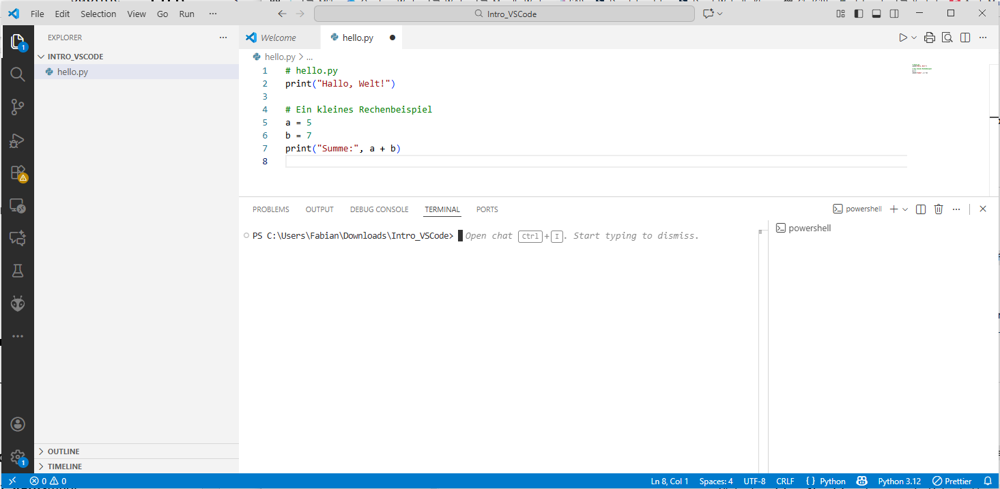 File Edit Selection View Go Run ··· Intro_VSCode
EXPLORER ···
INTRO_VSCODE
hello.py
OUTLINE
TIMELINE
1
1
Welcome hello.py
hello.py > ...
1 # hello.py
2 print("Hallo, Welt!")
3
4 # Ein kleines Rechenbeispiel
5 a = 5
6 b = 7
7 print("Summe:", a + b)
8
PROBLEMS OUTPUT DEBUG CONSOLE TERMINAL PORTS powershell
PS C:\Users\Fabian\Downloads\Intro_VSCode> Open chat Ctrl + I . Start typing to dismiss.
powershell
0 0 Ln 8, Col 1 Spaces: 4 UTF-8 CRLF { } Python Python 3.12 Prettier